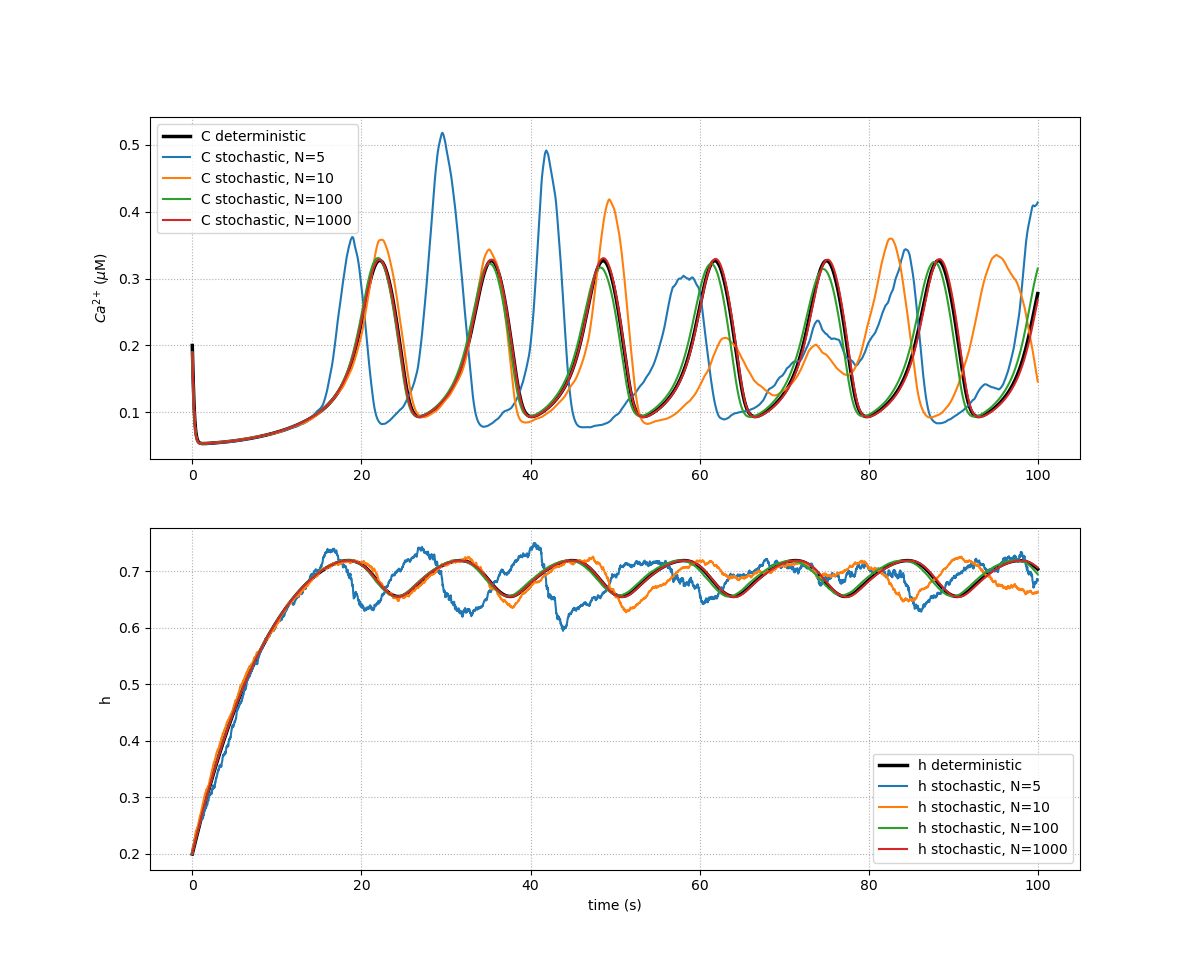 C deterministic
C stochastic, N=5
C stochastic, N=10
C stochastic, N=100
C stochastic, N=1000
Ca²⁺ (μM)
0.5
0.4
0.3
0.2
0.1
0 20 40 60 80 100
h
0.7
0.6
0.5
0.4
0.3
0.2
h deterministic
h stochastic, N=5
h stochastic, N=10
h stochastic, N=100
h stochastic, N=1000
0 20 40 60 80 100
time (s)